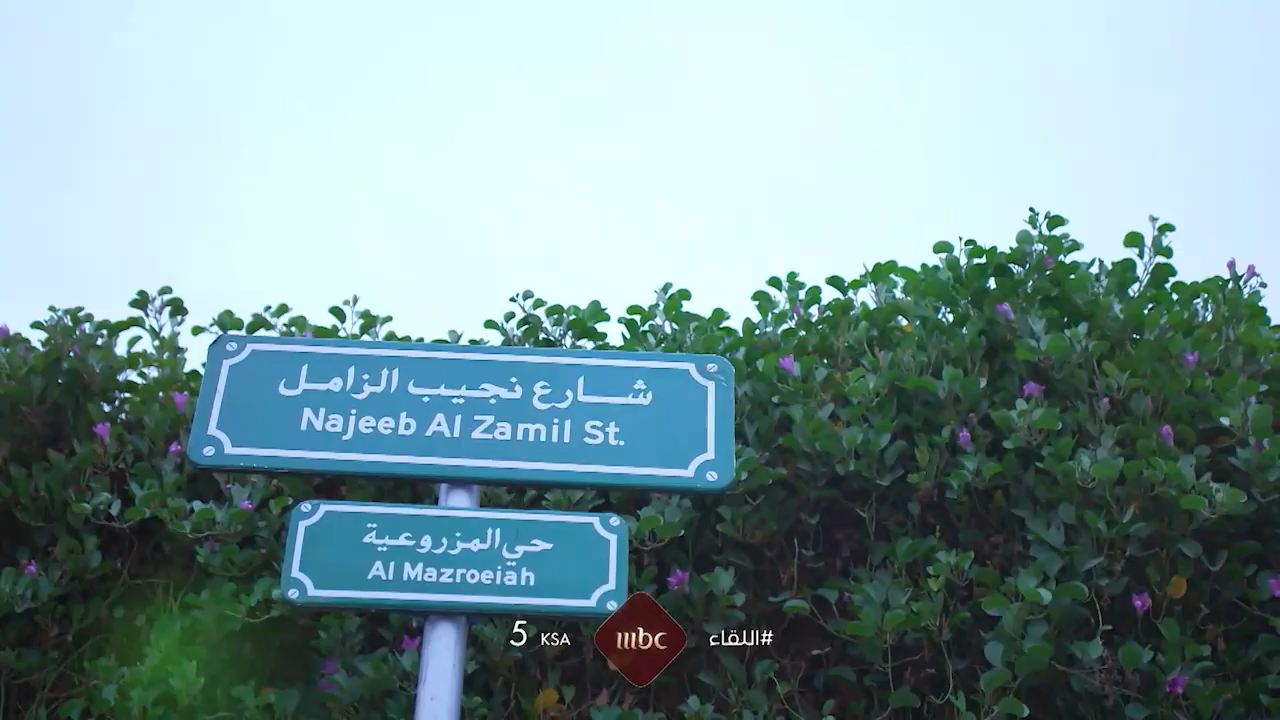 شارع نجيب الزامل
Najeeb Al Zamil St.
حي المزروعية
Al Mazroeiah
5 KSA
mbc
#اللقاء